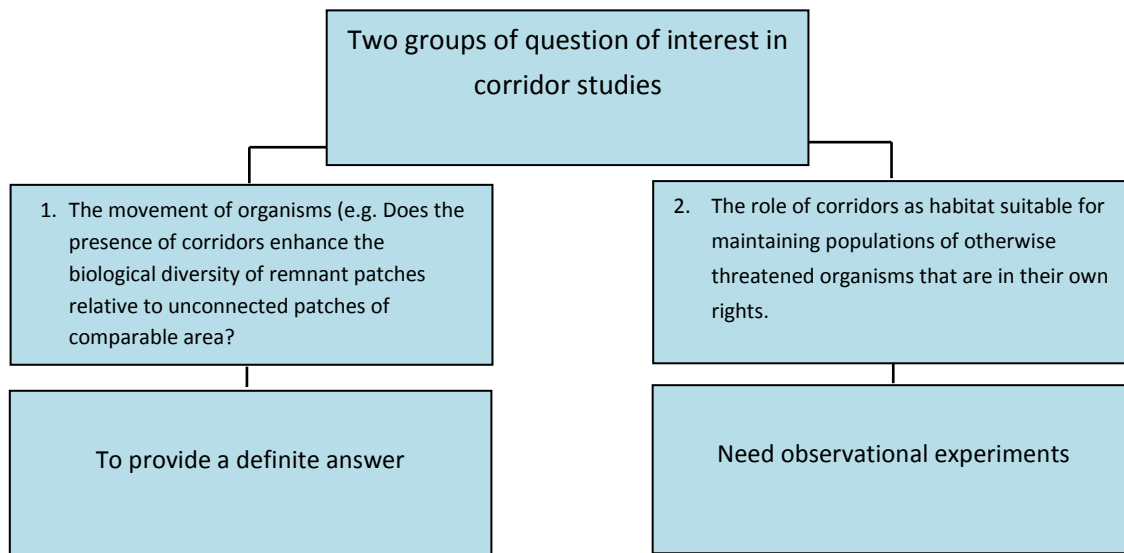 Two groups of question of interest in
corridor studies
1. The movement of organisms (e.g. Does the
presence of corridors enhance the
biological diversity of remnant patches
relative to unconnected patches of
comparable area?
2. The role of corridors as habitat suitable for
maintaining populations of otherwise
threatened organisms that are in their own
rights.
To provide a definite answer
Need observational experiments